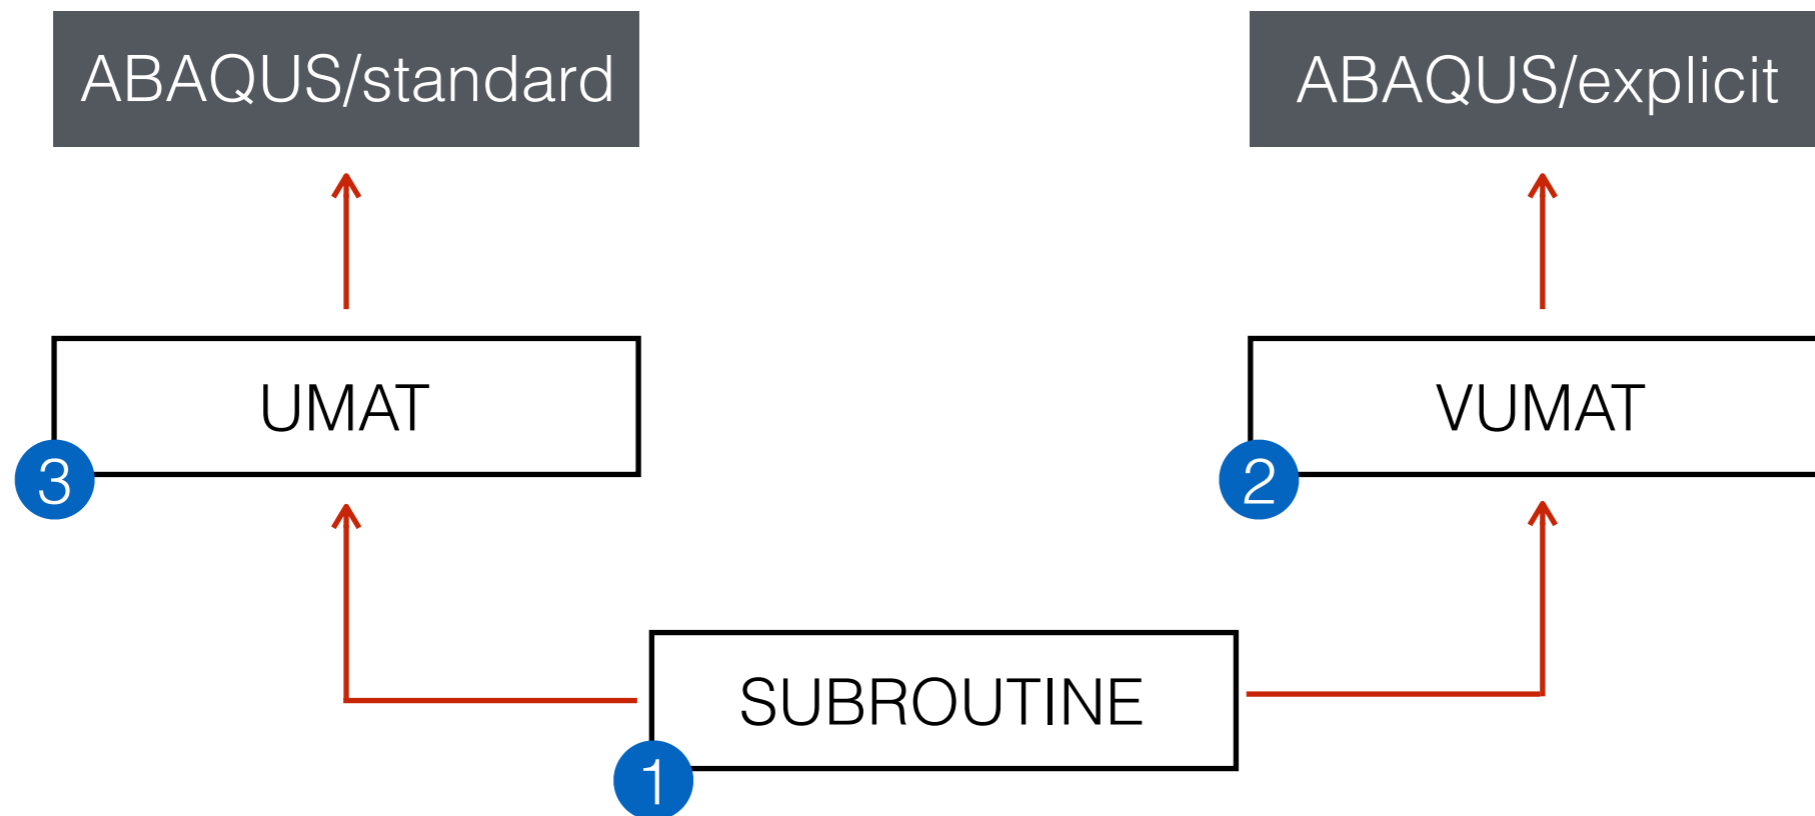 ABAQUS/standard
ABAQUS/explicit
UMAT
VUMAT
3
2
SUBROUTINE
1